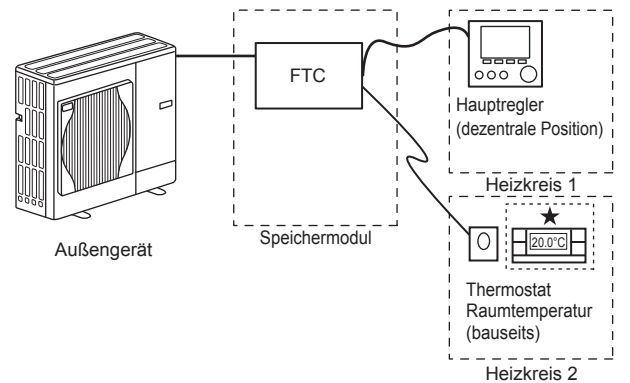 FTC
Hauptregler
(dezentrale Position)
Heizkreis 1
Außengerät
Speichermodul
★
20.0°C
Thermostat
Raumtemperatur
(bauseits)
Heizkreis 2